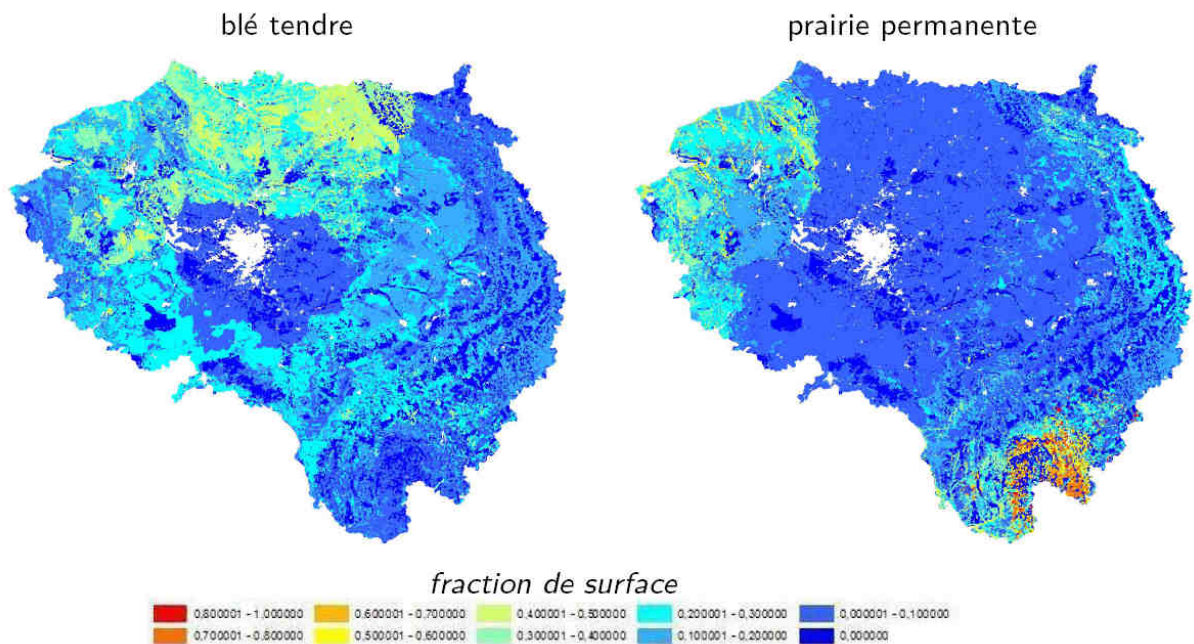 blé tendre prairie permanente
fraction de surface
0,800001 - 1,000000 0,600001 - 0,700000 0,400001 - 0,500000 0,200001 - 0,300000 0,000001 - 0,100000
0,700001 - 0,800000 0,500001 - 0,600000 0,300001 - 0,400000 0,100001 - 0,200000 0,000000